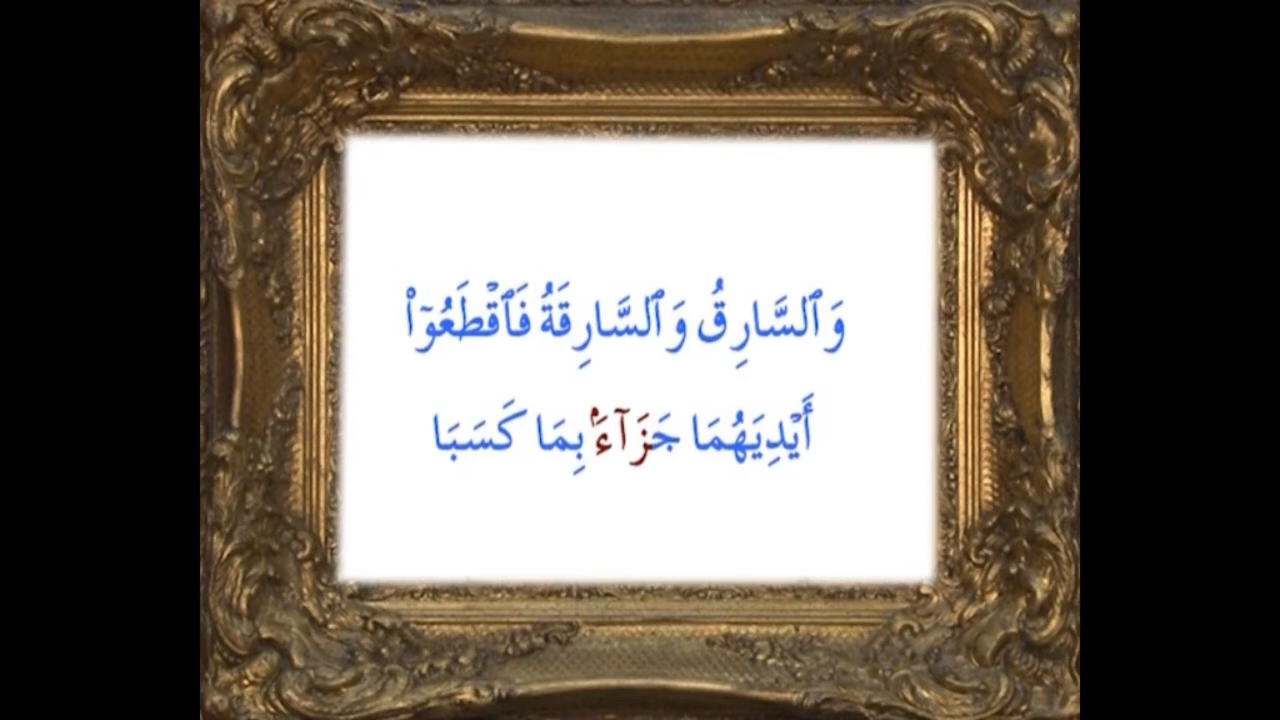 وَٱلسَّارِقُ وَٱلسَّارِقَةُ فَٱقۡطَعُوٓاْ
أَيۡدِيَهُمَا جَزَآءَۢ بِمَا كَسَبَا